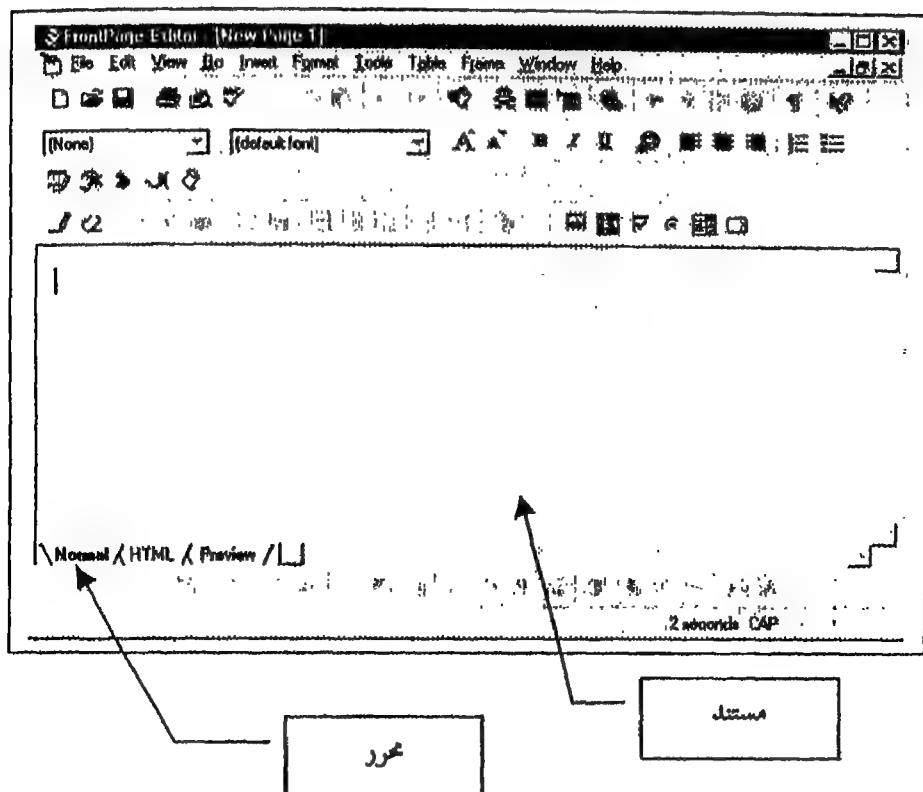 FrontPage Editor - [New Page 1]
File Edit View Go Insert Format Tools Table Frame Window Help
(None) (default font) A A B I U
Normal HTML Preview
2 seconds CAP
مستند
محرر